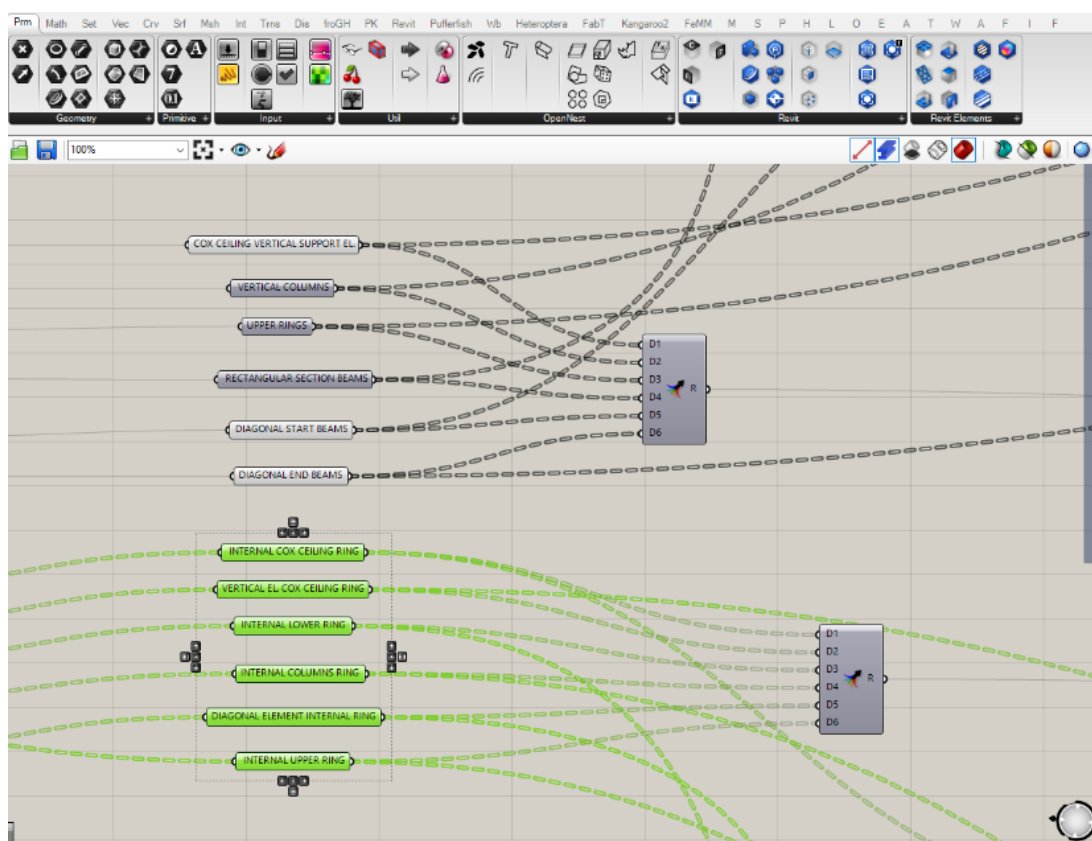 Prm Math Set Vec Crv Srf Msh Int Trns Dis froGH PK Revit Pufferfish Wb Heteroptera FabT Kangaroo2 FeMM M S P H L O E A T W A F I F
Geometry Primitive Input Util OpenNest Revit Revit Elements
100%
COX CEILING VERTICAL SUPPORT EL.
VERTICAL COLUMNS
UPPER RINGS
RECTANGULAR SECTION BEAMS
DIAGONAL START BEAMS
DIAGONAL END BEAMS
D1
D2
D3
D4
D5
D6
R
INTERNAL COX CEILING RING
VERTICAL EL. COX CEILING RING
INTERNAL LOWER RING
INTERNAL COLUMNS RING
DIAGONAL ELEMENT INTERNAL RING
INTERNAL UPPER RING
D1
D2
D3
D4
D5
D6
R